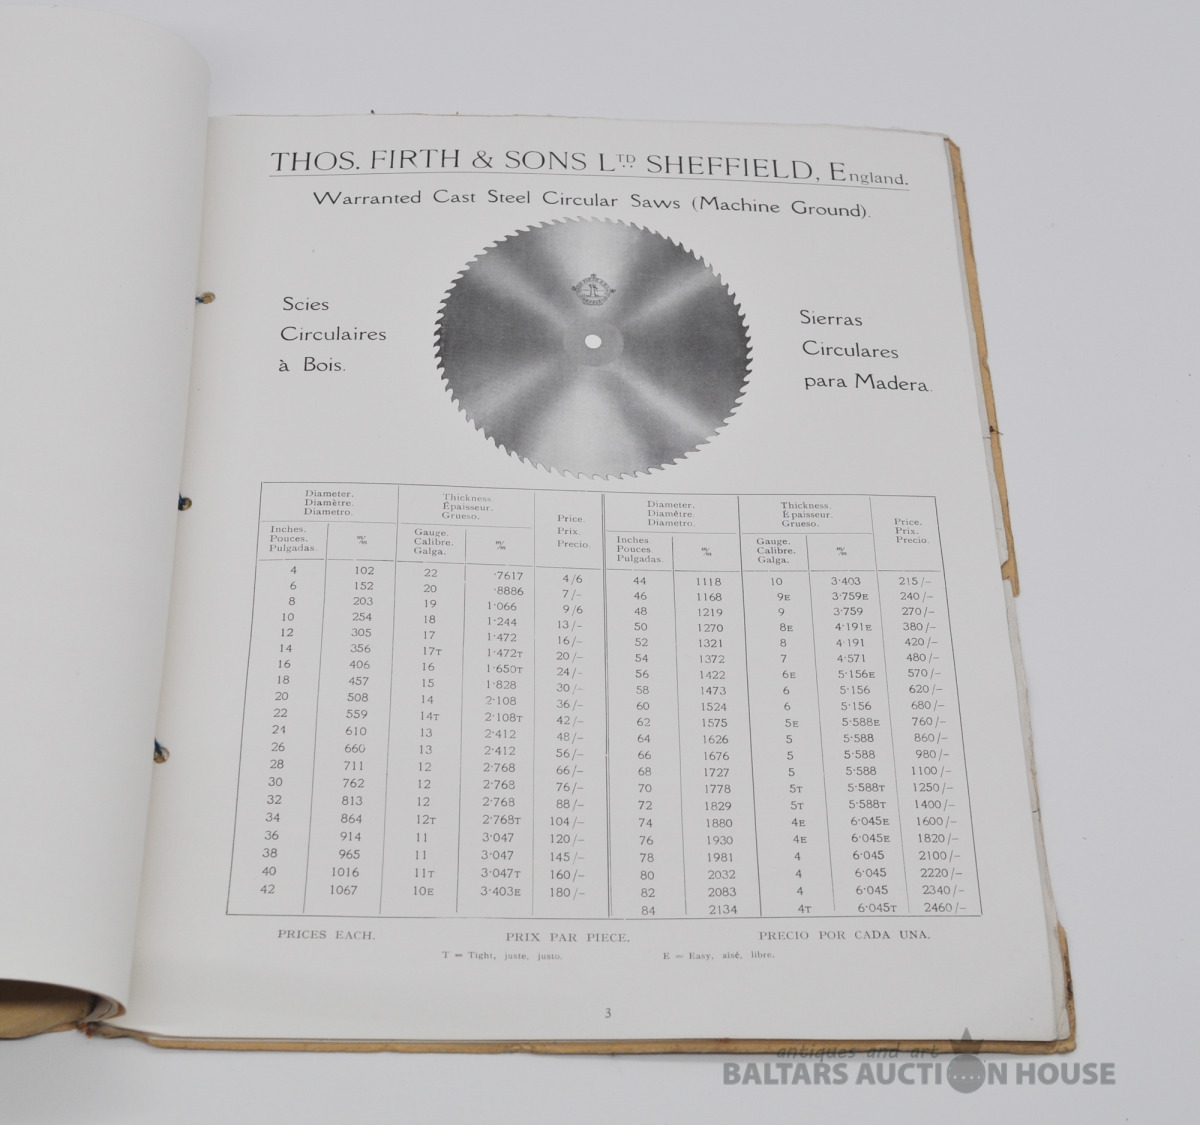 THOS. FIRTH & SONS LTD. SHEFFIELD, England.
Warranted Cast Steel Circular Saws (Machine Ground).
Scies
Circulaires
à Bois.
Sierras
Circulares
para Madera.
Diameter. Diamètre. Diametro. Thickness. Épaisseur. Grueso. Price. Prix. Precio. Diameter. Diamètre. Diametro. Thickness. Épaisseur. Grueso. Price. Prix. Precio.
Inches. Pouces. Pulgadas. m/m Gauge. Calibre. Galga. m/m Inches. Pouces. Pulgadas. m/m Gauge. Calibre. Galga. m/m
4 102 22 ·7617 4/6 44 1118 10 3·403 215/–
6 152 20 ·8886 7/– 46 1168 9E 3·759E 240/–
8 203 19 1·066 9/6 48 1219 9 3·759 270/–
10 254 18 1·244 13/– 50 1270 8E 4·191E 380/–
12 305 17 1·472 16/– 52 1321 8 4·191 420/–
14 356 17T 1·472T 20/– 54 1372 7 4·571 480/–
16 406 16 1·650T 24/– 56 1422 6E 5·156E 570/–
18 457 15 1·828 30/– 58 1473 6 5·156 620/–
20 508 14 2·108 36/– 60 1524 6 5·156 680/–
22 559 14T 2·108T 42/– 62 1575 5E 5·588E 760/–
24 610 13 2·412 48/– 64 1626 5 5·588 860/–
26 660 13 2·412 56/– 66 1676 5 5·588 980/–
28 711 12 2·768 66/– 68 1727 5 5·588 1100/–
30 762 12 2·768 76/– 70 1778 5T 5·588T 1250/–
32 813 12 2·768 88/– 72 1829 5T 5·588T 1400/–
34 864 12T 2·768T 104/– 74 1880 4E 6·045E 1600/–
36 914 11 3·047 120/– 76 1930 4E 6·045E 1820/–
38 965 11 3·047 145/– 78 1981 4 6·045 2100/–
40 1016 11T 3·047T 160/– 80 2032 4 6·045 2220/–
42 1067 10E 3·403E 180/– 82 2083 4 6·045 2340/–
84 2134 4T 6·045T 2460/–
PRICES EACH. PRIX PAR PIECE. PRECIO POR CADA UNA.
T = Tight, juste, justo. E = Easy, aisé, libre.
3
antiques and art
BALTARS AUCTION HOUSE